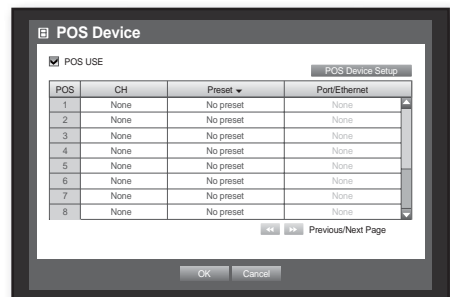 POS Device
POS USE
POS Device Setup
POS CH Preset Port/Ethernet
1 None No preset None
2 None No preset None
3 None No preset None
4 None No preset None
5 None No preset None
6 None No preset None
7 None No preset None
8 None No preset None
Previous/Next Page
OK Cancel